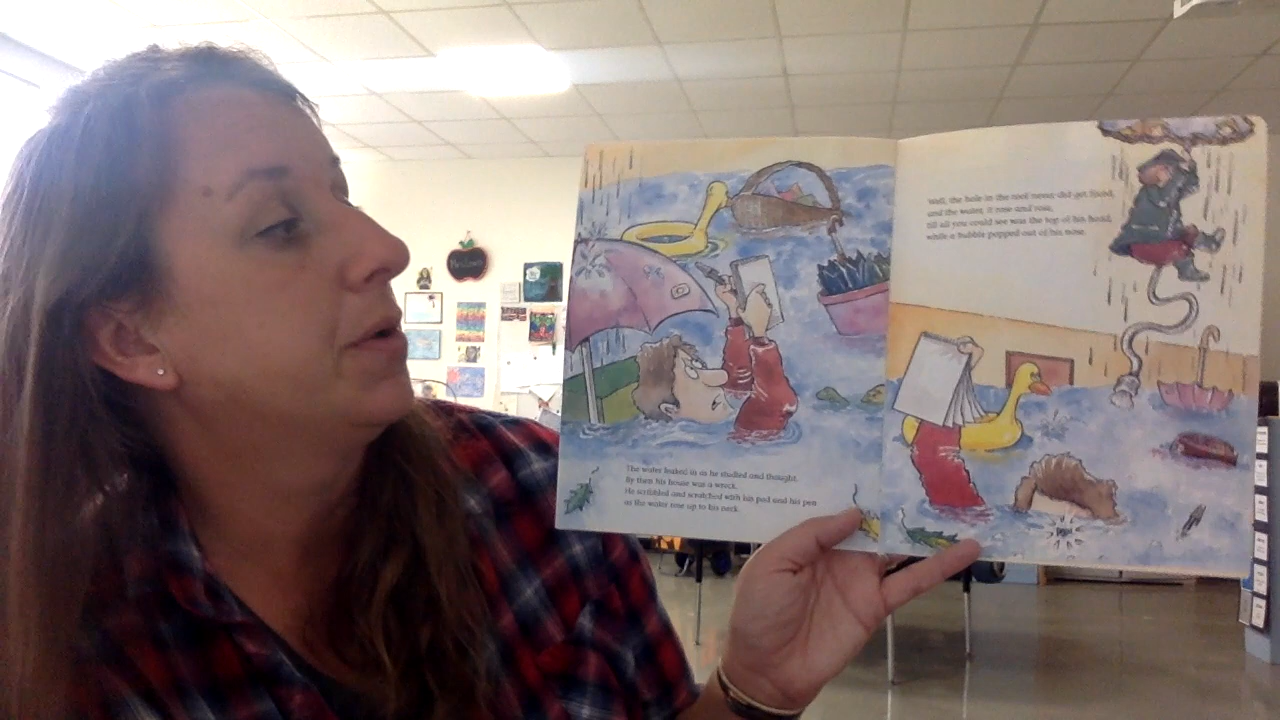 The water leaked in as he studied and thought.
By then his house was a wreck.
He scribbled and scratched with his pad and his pen
as the water rose up to his neck.
Well, the hole in the roof never did get fixed,
and the water, it rose and rose,
till all you could see was the top of his head,
while a bubble popped out of his nose.